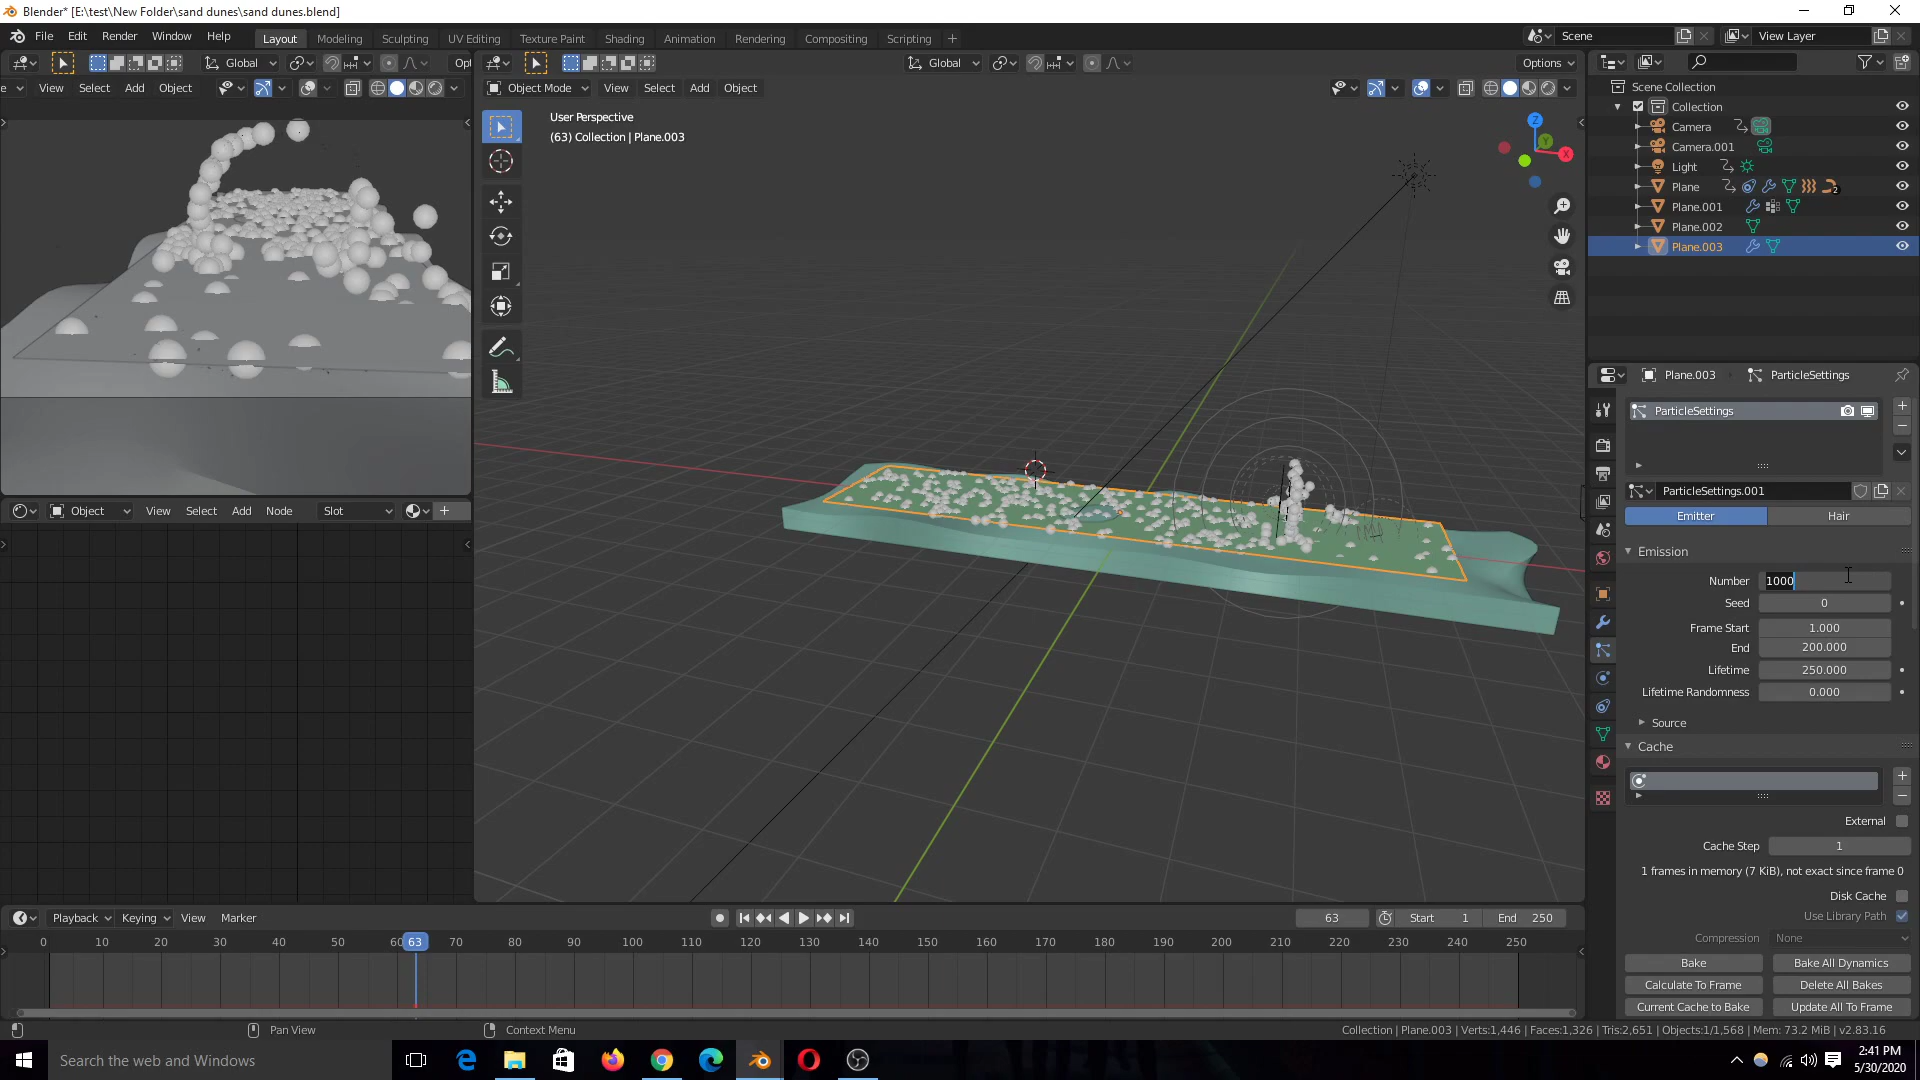 Blender* [E:\test\New Folder\sand dunes\sand dunes.blend]
File Edit Render Window Help Layout Modeling Sculpting UV Editing Texture Paint Shading Animation Rendering Compositing Scripting + Scene View Layer
Global Opt Global Options
View Select Add Object Object Mode View Select Add Object
User Perspective
(63) Collection | Plane.003
Z
Y
X
Scene Collection
Collection
Camera
Camera.001
Light
Plane 2
Plane.001
Plane.002
Plane.003
Plane.003 ParticleSettings
ParticleSettings
ParticleSettings.001
Emitter Hair
Emission
Number 1000
Seed 0
Frame Start 1.000
End 200.000
Lifetime 250.000
Lifetime Randomness 0.000
Source
Cache
External
Cache Step 1
1 frames in memory (7 KiB), not exact since frame 0
Disk Cache
Use Library Path
Compression None
Bake Bake All Dynamics
Calculate To Frame Delete All Bakes
Current Cache to Bake Update All To Frame
Object View Select Add Node Slot
Playback Keying View Marker 63 Start 1 End 250
0 10 20 30 40 50 60 63 70 80 90 100 110 120 130 140 150 160 170 180 190 200 210 220 230 240 250
Pan View Context Menu Collection | Plane.003 | Verts:1,446 | Faces:1,326 | Tris:2,651 | Objects:1/1,568 | Mem: 73.2 MiB | v2.83.16
Search the web and Windows
2:41 PM
5/30/2020